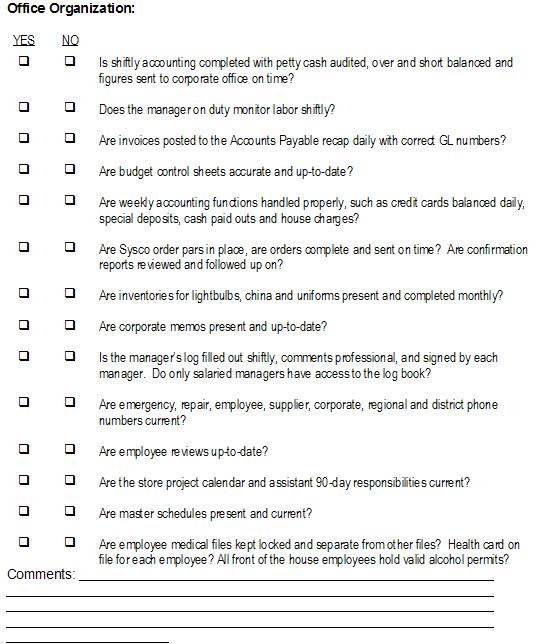 Office Organization:
YES NO
Is shiftly accounting completed with petty cash audited, over and short balanced and
figures sent to corporate office on time?
Does the manager on duty monitor labor shiftly?
Are invoices posted to the Accounts Payable recap daily with correct GL numbers?
Are budget control sheets accurate and up-to-date?
Are weekly accounting functions handled properly, such as credit cards balanced daily,
special deposits, cash paid outs and house charges?
Are Sysco order pars in place, are orders complete and sent on time? Are confirmation
reports reviewed and followed up on?
Are inventories for lightbulbs, china and uniforms present and completed monthly?
Are corporate memos present and up-to-date?
Is the manager's log filled out shiftly, comments professional, and signed by each
manager. Do only salaried managers have access to the log book?
Are emergency, repair, employee, supplier, corporate, regional and district phone
numbers current?
Are employee reviews up-to-date?
Are the store project calendar and assistant 90-day responsibilities current?
Are master schedules present and current?
Are employee medical files kept locked and separate from other files? Health card on
file for each employee? All front of the house employees hold valid alcohol permits?
Comments: